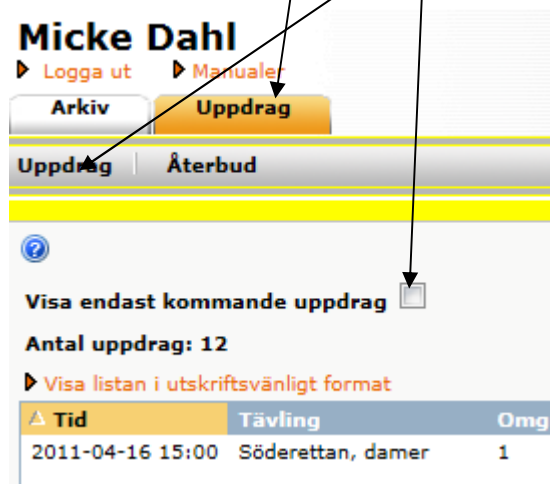 Micke Dahl
Logga ut Manualer
Arkiv Uppdrag
Uppdrag Återbud
Visa endast kommande uppdrag
Antal uppdrag: 12
Visa listan i utskriftsvänligt format
Tid Tävling Omg
2011-04-16 15:00 Söderettan, damer 1